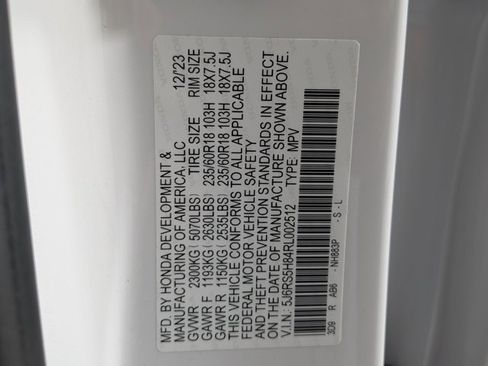 MFD. BY HONDA DEVELOPMENT & 12/'23
MANUFACTURING OF AMERICA, LLC
GVWR 2300KG (5070LBS) TIRE SIZE RIM SIZE
GAWR F 1193KG (2630LBS) 235/60R18 103H 18X7.5J
GAWR R 1150KG (2535LBS) 235/60R18 103H 18X7.5J
THIS VEHICLE CONFORMS TO ALL APPLICABLE
FEDERAL MOTOR VEHICLE SAFETY
AND THEFT PREVENTION STANDARDS IN EFFECT
ON THE DATE OF MANUFACTURE SHOWN ABOVE.
V.I.N.: 5J6RS5H84RL002512 TYPE: MPV
3D9 R AB6 -NH883P -S-L